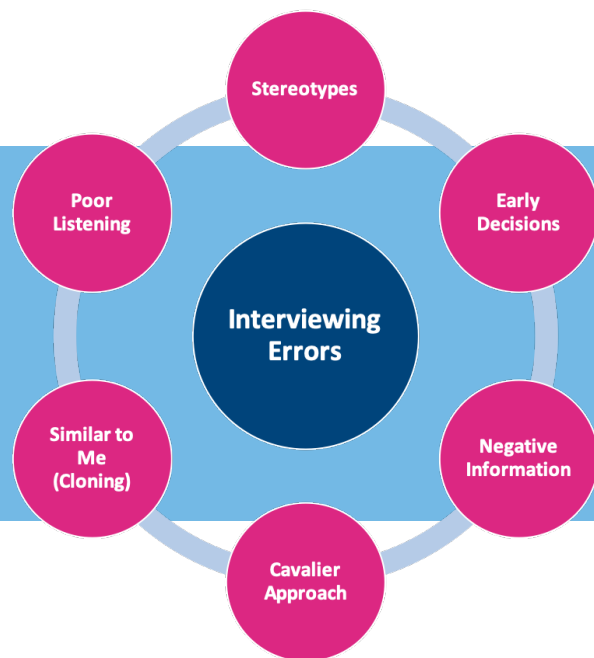 Stereotypes
Poor
Listening
Early
Decisions
Interviewing
Errors
Similar to
Me
(Cloning)
Negative
Information
Cavalier
Approach